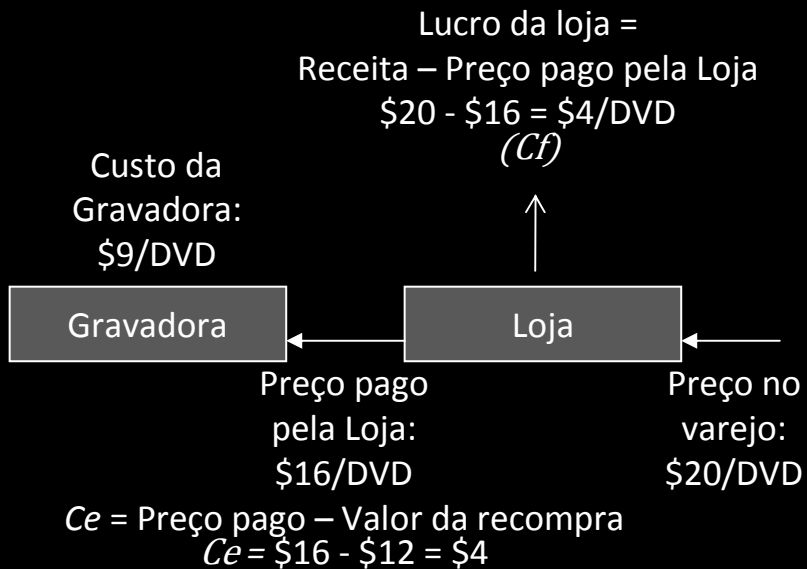 Lucro da loja =
Receita – Preço pago pela Loja
$20 - $16 = $4/DVD
(Cf)
Custo da
Gravadora:
$9/DVD
Gravadora
Loja
Preço pago
pela Loja:
$16/DVD
Preço no
varejo:
$20/DVD
Ce = Preço pago – Valor da recompra
Ce = $16 - $12 = $4